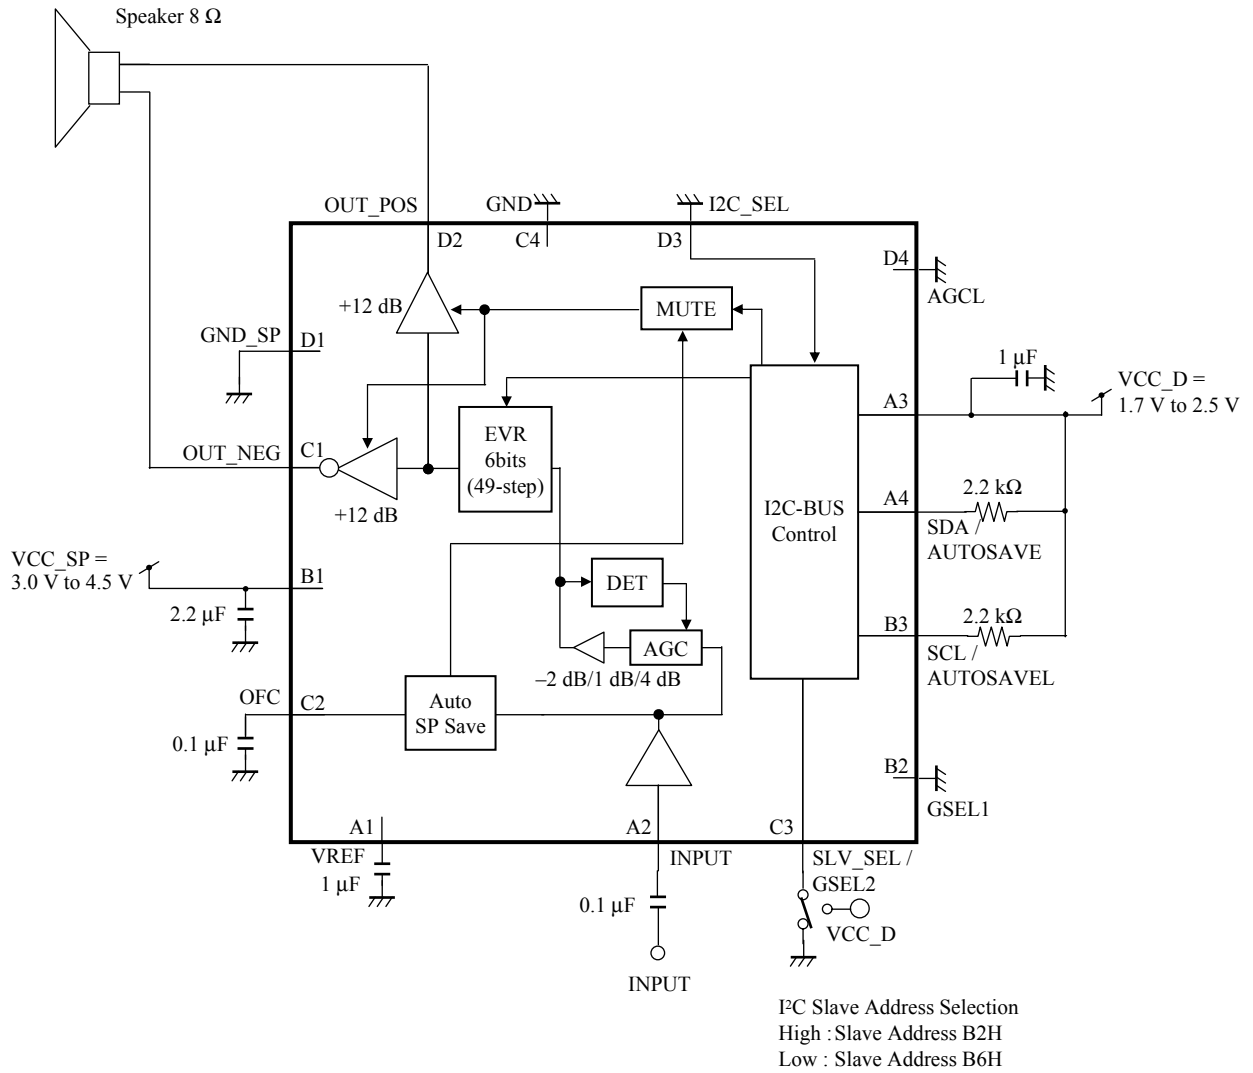 Speaker 8 Ω
OUT_POS
GND
I2C_SEL
D2
C4
D3
D4
AGCL
+12 dB
MUTE
GND_SP
D1
1 µF
VCC_D =
1.7 V to 2.5 V
A3
EVR
6bits
(49-step)
OUT_NEG
C1
+12 dB
I2C-BUS
Control
A4
2.2 kΩ
SDA /
AUTOSAVE
VCC_SP =
3.0 V to 4.5 V
B1
2.2 µF
DET
AGC
–2 dB/1 dB/4 dB
B3
2.2 kΩ
SCL /
AUTOSAVEL
OFC
C2
0.1 µF
Auto
SP Save
B2
GSEL1
A1
VREF
1 µF
A2
INPUT
0.1 µF
INPUT
C3
SLV_SEL /
GSEL2
VCC_D
I²C Slave Address Selection
High : Slave Address B2H
Low : Slave Address B6H